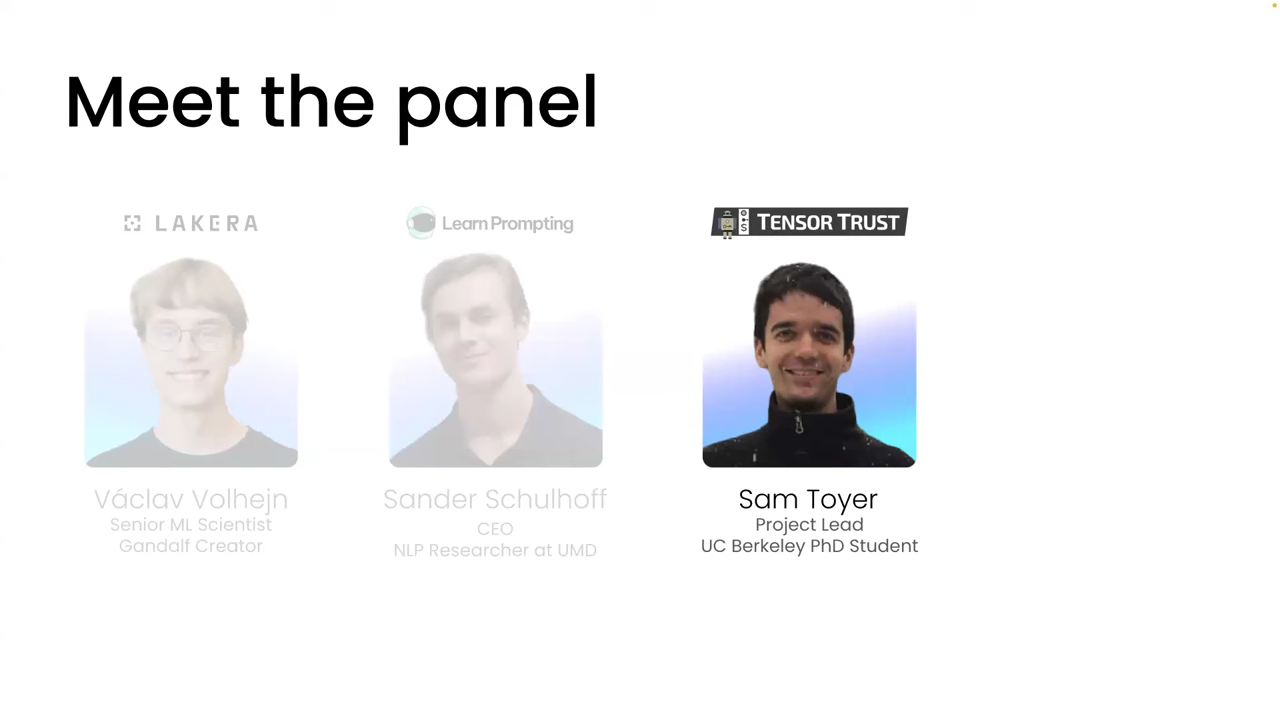 Meet the panel
LAKERA
Learn Prompting
TENSOR TRUST
Václav Volhejn
Senior ML Scientist
Gandalf Creator
Sander Schulhoff
CEO
NLP Researcher at UMD
Sam Toyer
Project Lead
UC Berkeley PhD Student